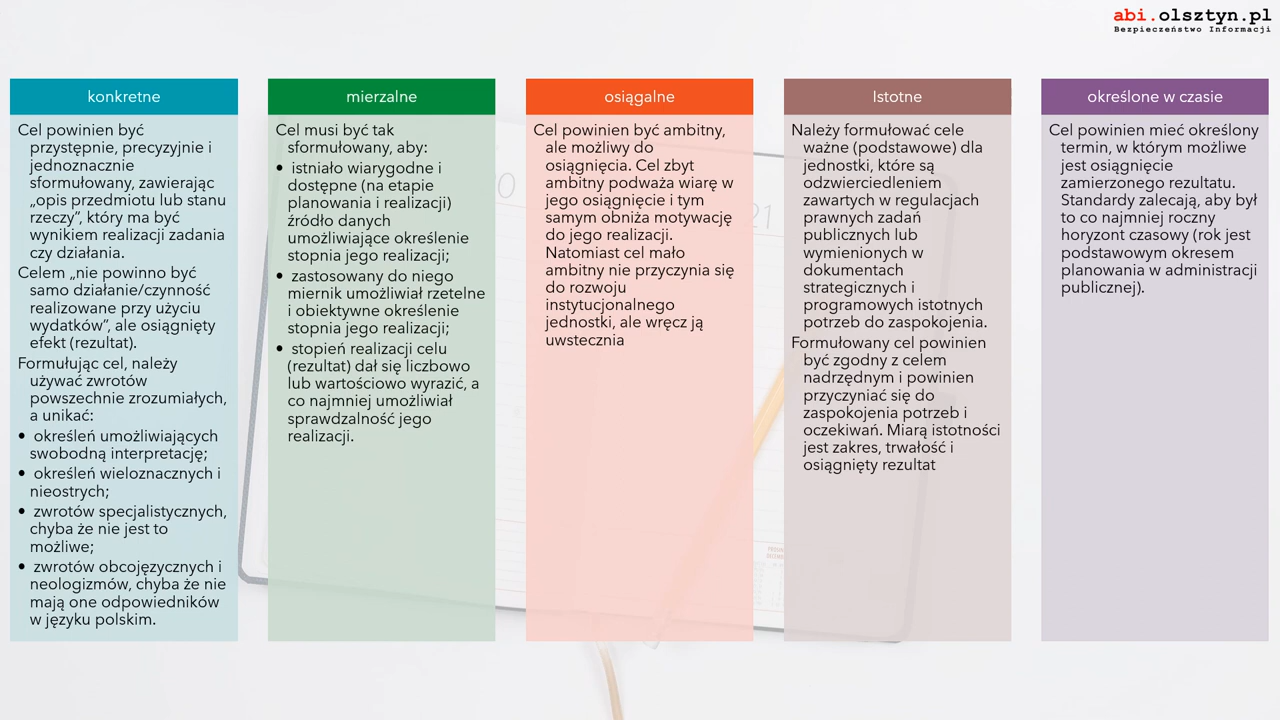 abi.olsztyn.pl
Bezpieczeństwo Informacji
konkretne
Cel powinien być
przystępnie, precyzyjnie i
jednoznacznie
sformułowany, zawierając
„opis przedmiotu lub stanu
rzeczy”, który ma być
wynikiem realizacji zadania
czy działania.
Celem „nie powinno być
samo działanie/czynność
realizowane przy użyciu
wydatków”, ale osiągnięty
efekt (rezultat).
Formułując cel, należy
używać zwrotów
powszechnie zrozumiałych,
a unikać:
• określeń umożliwiających
swobodną interpretację;
• określeń wieloznacznych i
nieostrych;
• zwrotów specjalistycznych,
chyba że nie jest to
możliwe;
• zwrotów obcojęzycznych i
neologizmów, chyba że nie
mają one odpowiedników
w języku polskim.
mierzalne
Cel musi być tak
sformułowany, aby:
• istniało wiarygodne i
dostępne (na etapie
planowania i realizacji)
źródło danych
umożliwiające określenie
stopnia jego realizacji;
• zastosowany do niego
miernik umożliwiał rzetelne
i obiektywne określenie
stopnia jego realizacji;
• stopień realizacji celu
(rezultat) dał się liczbowo
lub wartościowo wyrazić, a
co najmniej umożliwiał
sprawdzalność jego
realizacji.
osiągalne
Cel powinien być ambitny,
ale możliwy do
osiągnięcia. Cel zbyt
ambitny podważa wiarę w
jego osiągnięcie i tym
samym obniża motywację
do jego realizacji.
Natomiast cel mało
ambitny nie przyczynia się
do rozwoju
instytucjonalnego
jednostki, ale wręcz ją
uwstecznia
Istotne
Należy formułować cele
ważne (podstawowe) dla
jednostki, które są
odzwierciedleniem
zawartych w regulacjach
prawnych zadań
publicznych lub
wymienionych w
dokumentach
strategicznych i
programowych istotnych
potrzeb do zaspokojenia.
Formułowany cel powinien
być zgodny z celem
nadrzędnym i powinien
przyczyniać się do
zaspokojenia potrzeb i
oczekiwań. Miarą istotności
jest zakres, trwałość i
osiągnięty rezultat
określone w czasie
Cel powinien mieć określony
termin, w którym możliwe
jest osiągnięcie
zamierzonego rezultatu.
Standardy zalecają, aby był
to co najmniej roczny
horyzont czasowy (rok jest
podstawowym okresem
planowania w administracji
publicznej).